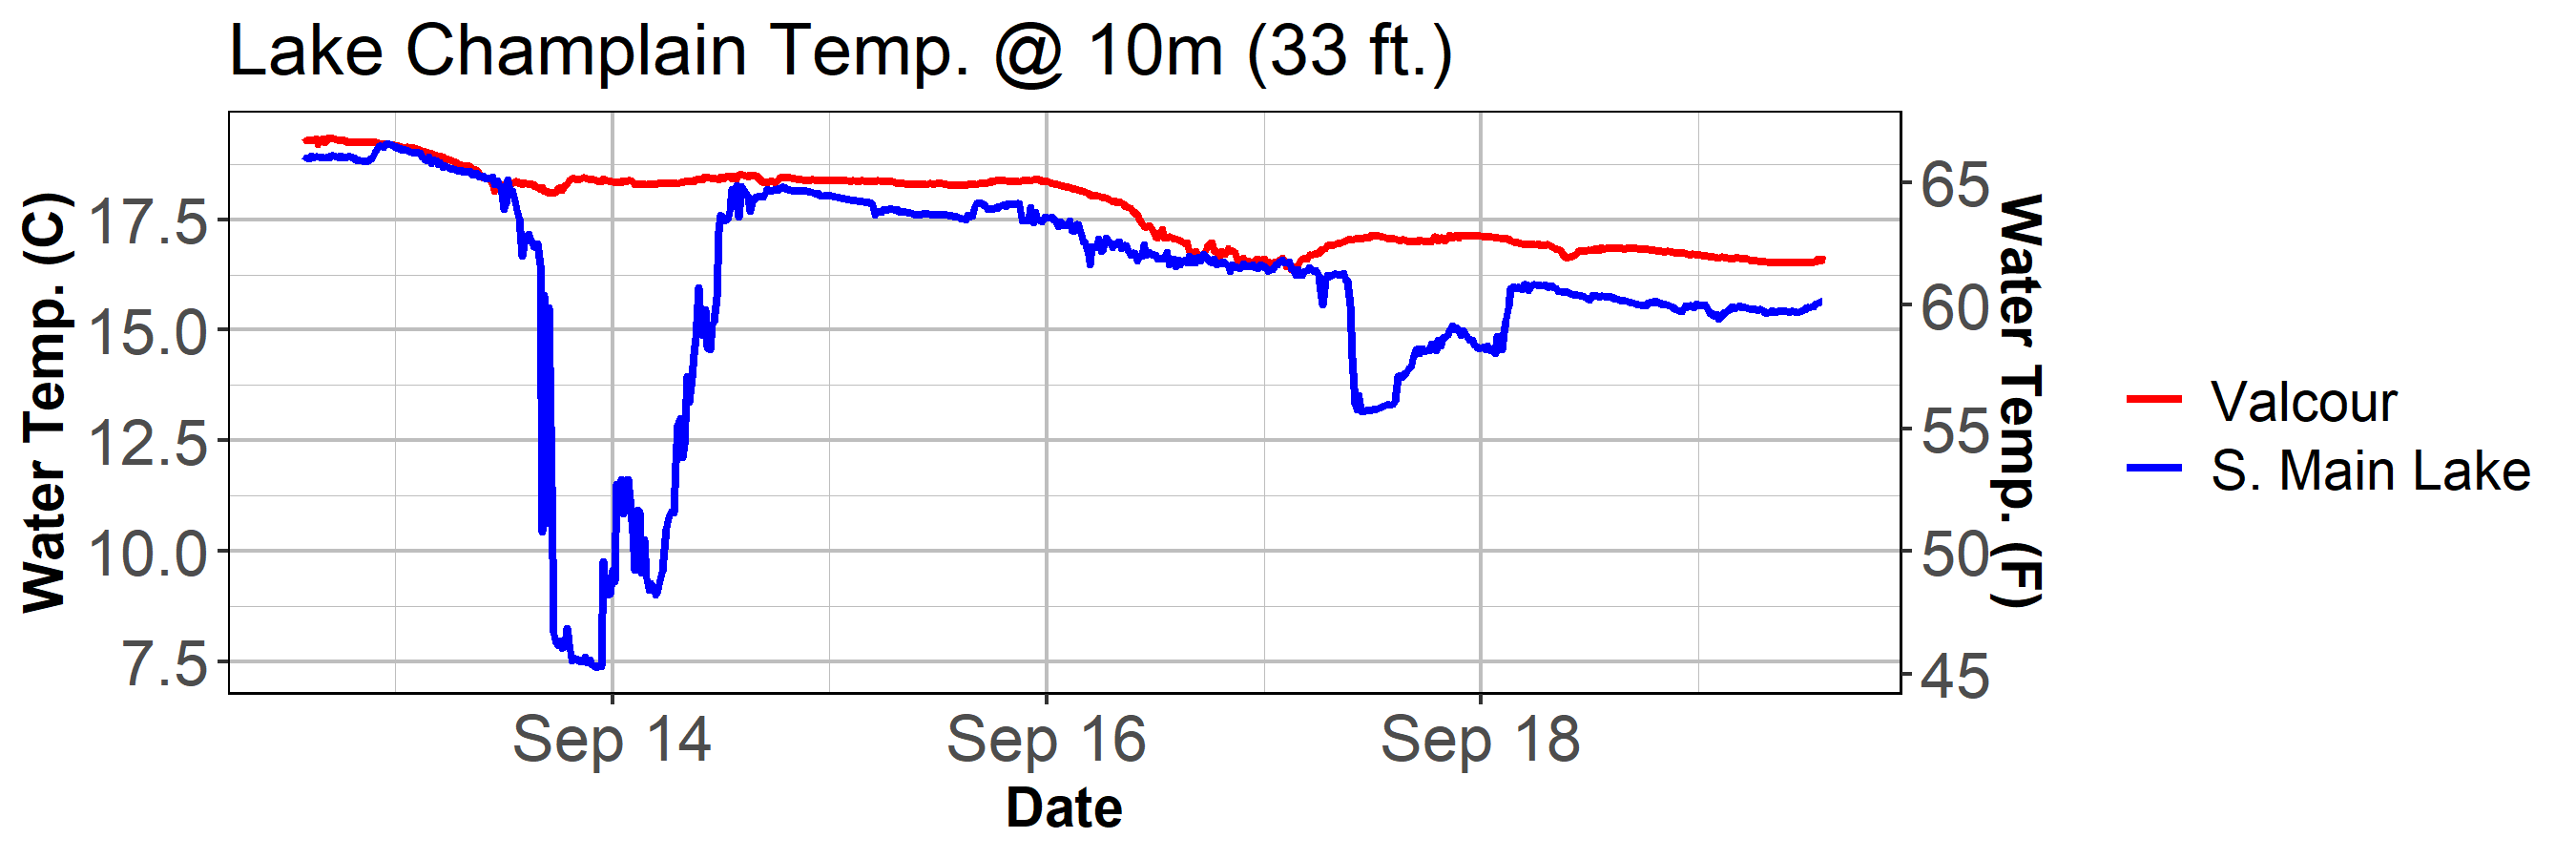 Lake Champlain Temp. @ 10m (33 ft.)
Water Temp. (C)
17.5
15.0
12.5
10.0
7.5
65
60
55
50
45
Water Temp. (F)
Sep 14
Sep 16
Sep 18
Date
Valcour
S. Main Lake